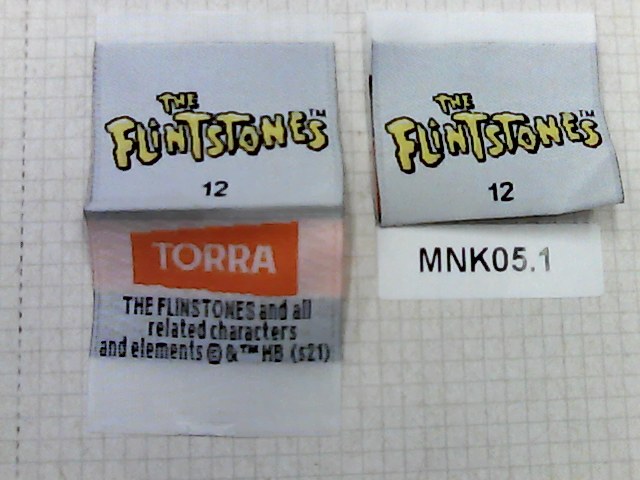 THE
FLINTSTONES™
12
TORRA
THE FLINSTONES and all
related characters
and elements © & ™ HB (s21)
THE
FLINTSTONES™
12
MNK05.1